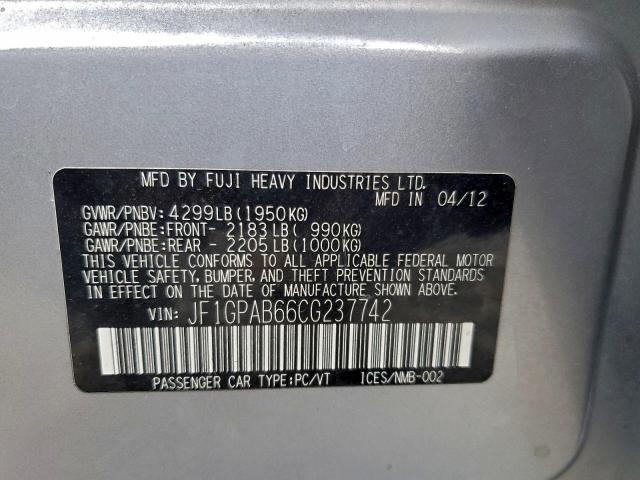 MFD BY FUJI HEAVY INDUSTRIES LTD.
MFD IN 04/12
GVWR/PNBV: 4299LB(1950KG)
GAWR/PNBE:FRONT- 2183LB( 990KG)
GAWR/PNBE:REAR - 2205LB(1000KG)
THIS VEHICLE CONFORMS TO ALL APPLICABLE FEDERAL MOTOR
VEHICLE SAFETY, BUMPER, AND THEFT PREVENTION STANDARDS
IN EFFECT ON THE DATE OF MANUFACTURE SHOWN ABOVE.
VIN: JF1GPAB66CG237742
PASSENGER CAR TYPE:PC/VT ICES/NMB-002